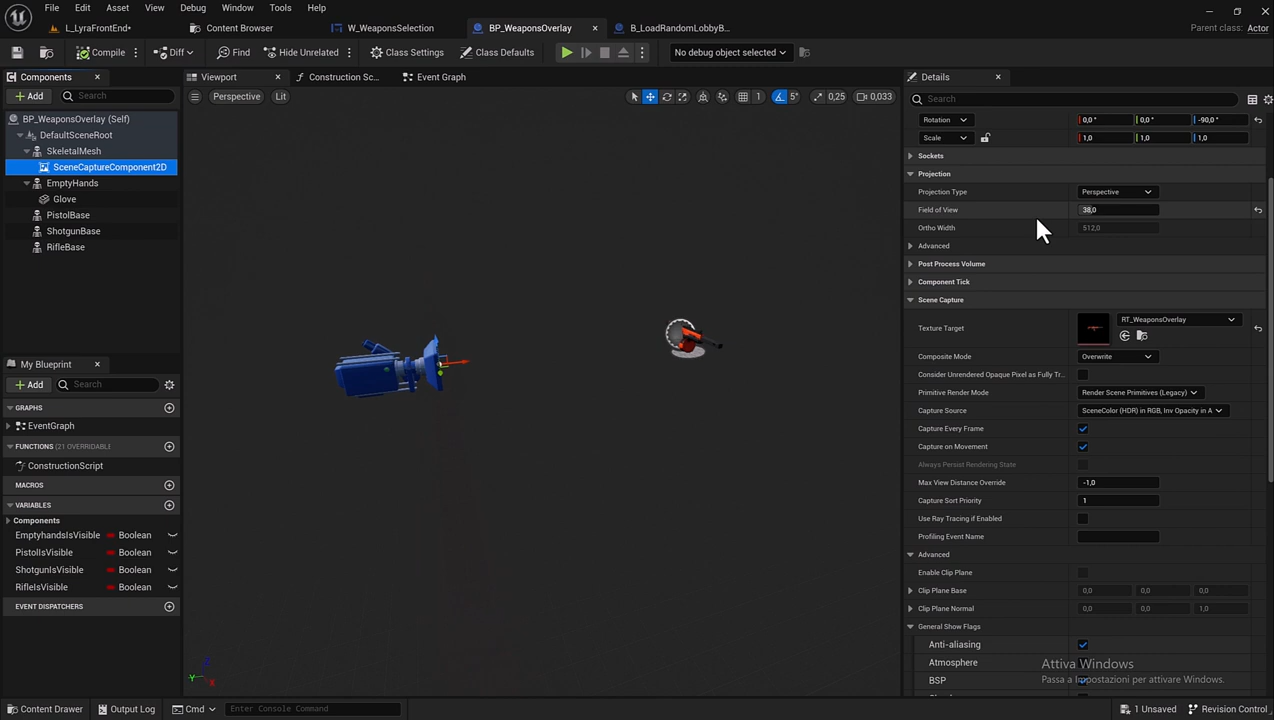 File Edit Asset View Debug Window Tools Help
L_LyraFrontEnd•
Content Browser
W_WeaponsSelection
BP_WeaponsOverlay
B_LoadRandomLobbyB...
Parent class: Actor
Compile
Diff
Find
Hide Unrelated
Class Settings
Class Defaults
No debug object selected
Components
Viewport
Construction Sc...
Event Graph
Details
+ Add
Search
Perspective
Lit
1
5°
0,25
0,033
Search
BP_WeaponsOverlay (Self)
DefaultSceneRoot
SkeletalMesh
SceneCaptureComponent2D
EmptyHands
Glove
PistolBase
ShotgunBase
RifleBase
My Blueprint
+ Add
Search
GRAPHS
EventGraph
FUNCTIONS (21 OVERRIDABLE)
ConstructionScript
MACROS
VARIABLES
Components
EmptyhandsIsVisible Boolean
PistolIsVisible Boolean
ShotgunIsVisible Boolean
RifleIsVisible Boolean
EVENT DISPATCHERS
Z
Y
X
Rotation 0,0 ° 0,0 ° -90,0 °
Scale 1,0 1,0 1,0
Sockets
Projection
Projection Type Perspective
Field of View 38,0
Ortho Width 512,0
Advanced
Post Process Volume
Component Tick
Scene Capture
Texture Target RT_WeaponsOverlay
Composite Mode Overwrite
Consider Unrendered Opaque Pixel as Fully Tr...
Primitive Render Mode Render Scene Primitives (Legacy)
Capture Source SceneColor (HDR) in RGB, Inv Opacity in A
Capture Every Frame
Capture on Movement
Always Persist Rendering State
Max View Distance Override -1,0
Capture Sort Priority 1
Use Ray Tracing if Enabled
Profiling Event Name
Advanced
Enable Clip Plane
Clip Plane Base 0,0 0,0 0,0
Clip Plane Normal 0,0 0,0 1,0
General Show Flags
Anti-aliasing
Atmosphere
BSP
Attiva Windows
Passa a Impostazioni per attivare Windows.
Content Drawer
Output Log
Cmd
Enter Console Command
1 Unsaved
Revision Control